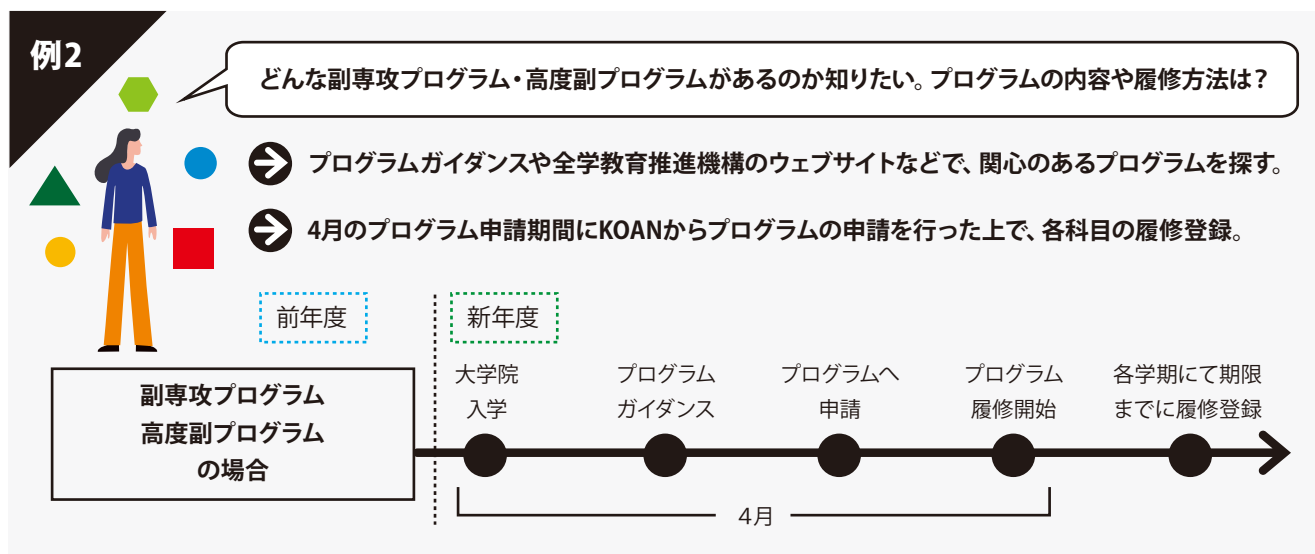 例2
どんな副専攻プログラム・高度副プログラムがあるのか知りたい。プログラムの内容や履修方法は?
プログラムガイダンスや全学教育推進機構のウェブサイトなどで、関心のあるプログラムを探す。
4月のプログラム申請期間にKOANからプログラムの申請を行った上で、各科目の履修登録。
前年度
新年度
副専攻プログラム
高度副プログラム
の場合
大学院
入学
プログラム
ガイダンス
プログラムへ
申請
プログラム
履修開始
各学期にて期限
までに履修登録
4月